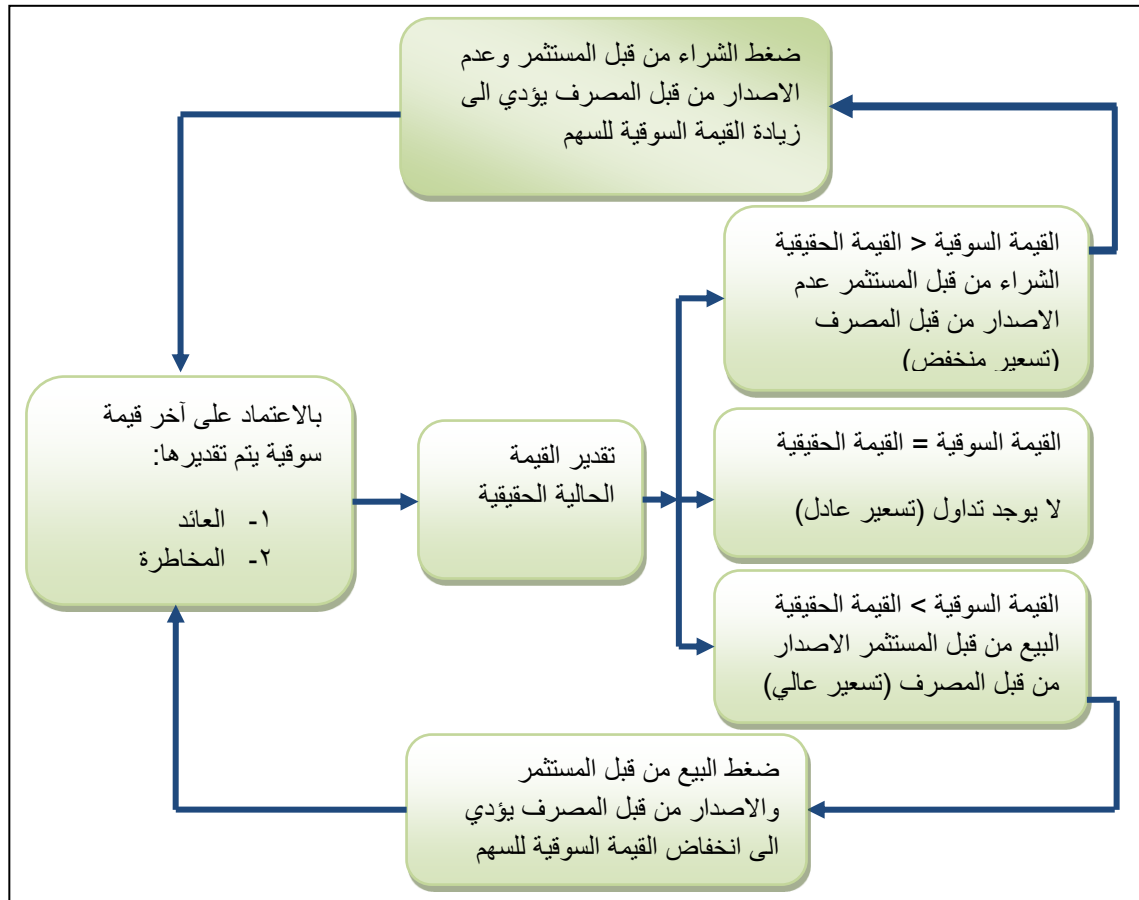 ضغط الشراء من قبل المستثمر وعدم
الاصدار من قبل المصرف يؤدي الى
زيادة القيمة السوقية للسهم
القيمة السوقية < القيمة الحقيقية
الشراء من قبل المستثمر عدم
الاصدار من قبل المصرف
(تسعير منخفض)
بالاعتماد على آخر قيمة
سوقية يتم تقديرها:
١- العائد
٢- المخاطرة
تقدير القيمة
الحالية الحقيقية
القيمة السوقية = القيمة الحقيقية
لا يوجد تداول (تسعير عادل)
القيمة السوقية > القيمة الحقيقية
البيع من قبل المستثمر الاصدار
من قبل المصرف (تسعير عالي)
ضغط البيع من قبل المستثمر
والاصدار من قبل المصرف يؤدي
الى انخفاض القيمة السوقية للسهم